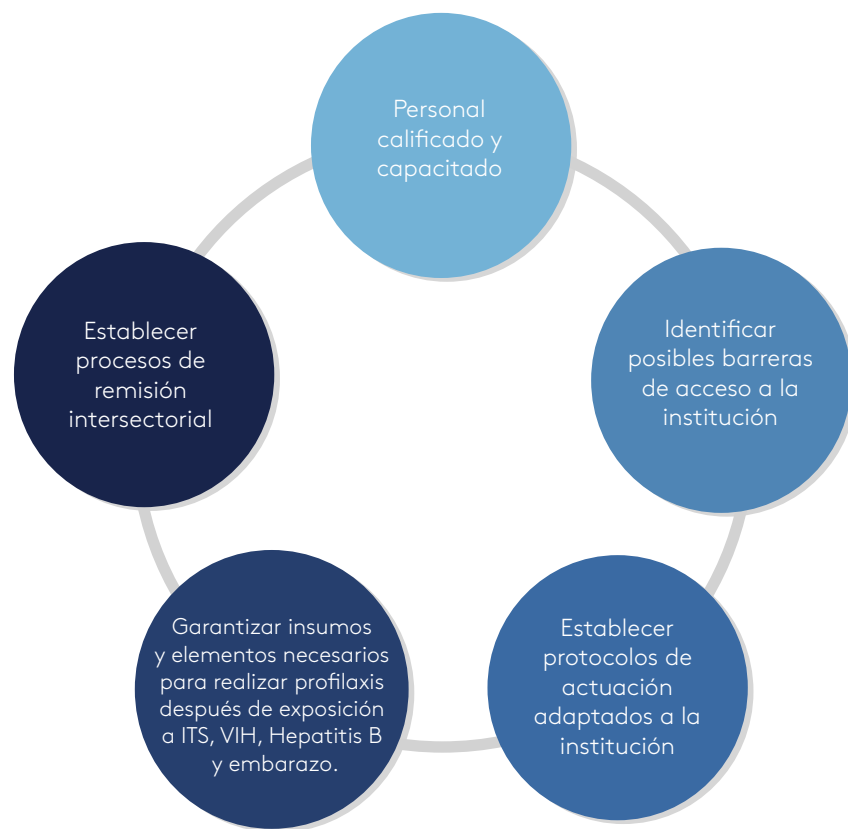 Personal
calificado y
capacitado
Identificar
posibles barreras
de acceso a la
institución
Establecer
protocolos de
actuación
adaptados a la
institución
Garantizar insumos
y elementos necesarios
para realizar profilaxis
después de exposición
a ITS, VIH, Hepatitis B
y embarazo.
Establecer
procesos de
remisión
intersectorial